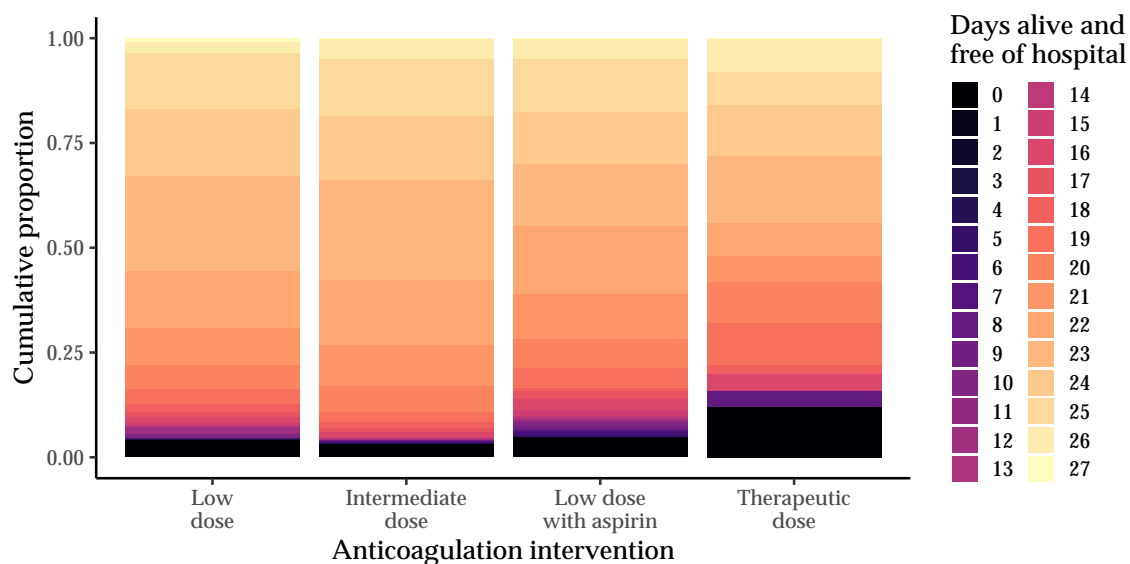 Days alive and
free of hospital
0 14
1 15
2 16
3 17
4 18
5 19
6 20
7 21
8 22
9 23
10 24
11 25
12 26
13 27
Cumulative proportion
1.00
0.75
0.50
0.25
0.00
Low
dose
Intermediate
dose
Low dose
with aspirin
Therapeutic
dose
Anticoagulation intervention